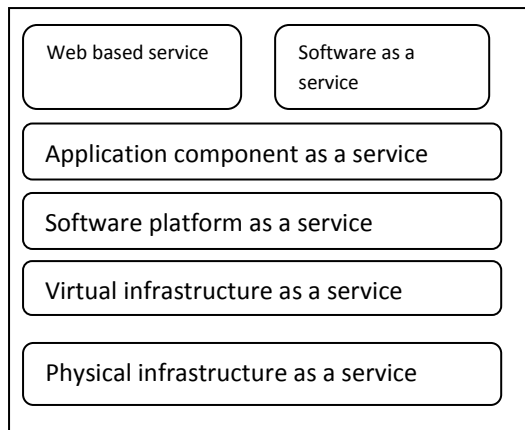 Web based service
Software as a
service
Application component as a service
Software platform as a service
Virtual infrastructure as a service
Physical infrastructure as a service